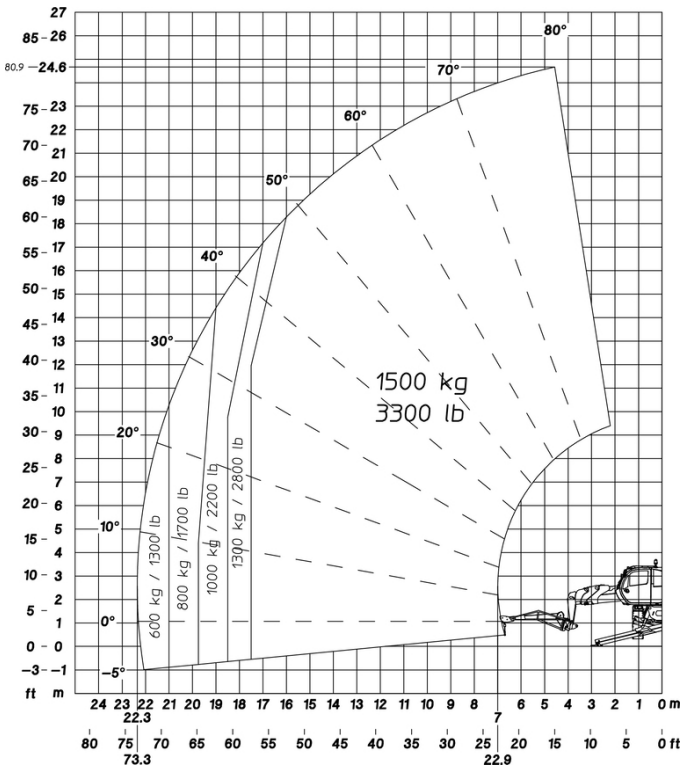 27
85 – 26
80.9 – 24.6
75 – 23
22
70 – 21
65 – 20
19
60 – 18
55 – 17
16
50 – 15
45 – 14
13
40 – 12
11
35 – 10
30 – 9
25 – 8
7
20 – 6
15 – 5
4
10 – 3
2
5 – 1
0 – 0
–3 – –1
ft m
80°
70°
60°
50°
40°
30°
20°
10°
0°
–5°
1500 kg
3300 lb
600 kg / 1300 lb
800 kg / 1700 lb
1000 kg / 2200 lb
1300 kg / 2800 lb
24 23 22 21 20 19 18 17 16 15 14 13 12 11 10 9 8 6 5 4 3 2 1 0 m
22.3 7
80 75 70 65 60 55 50 45 40 35 30 25 20 15 10 5 0 ft
73.3 22.9